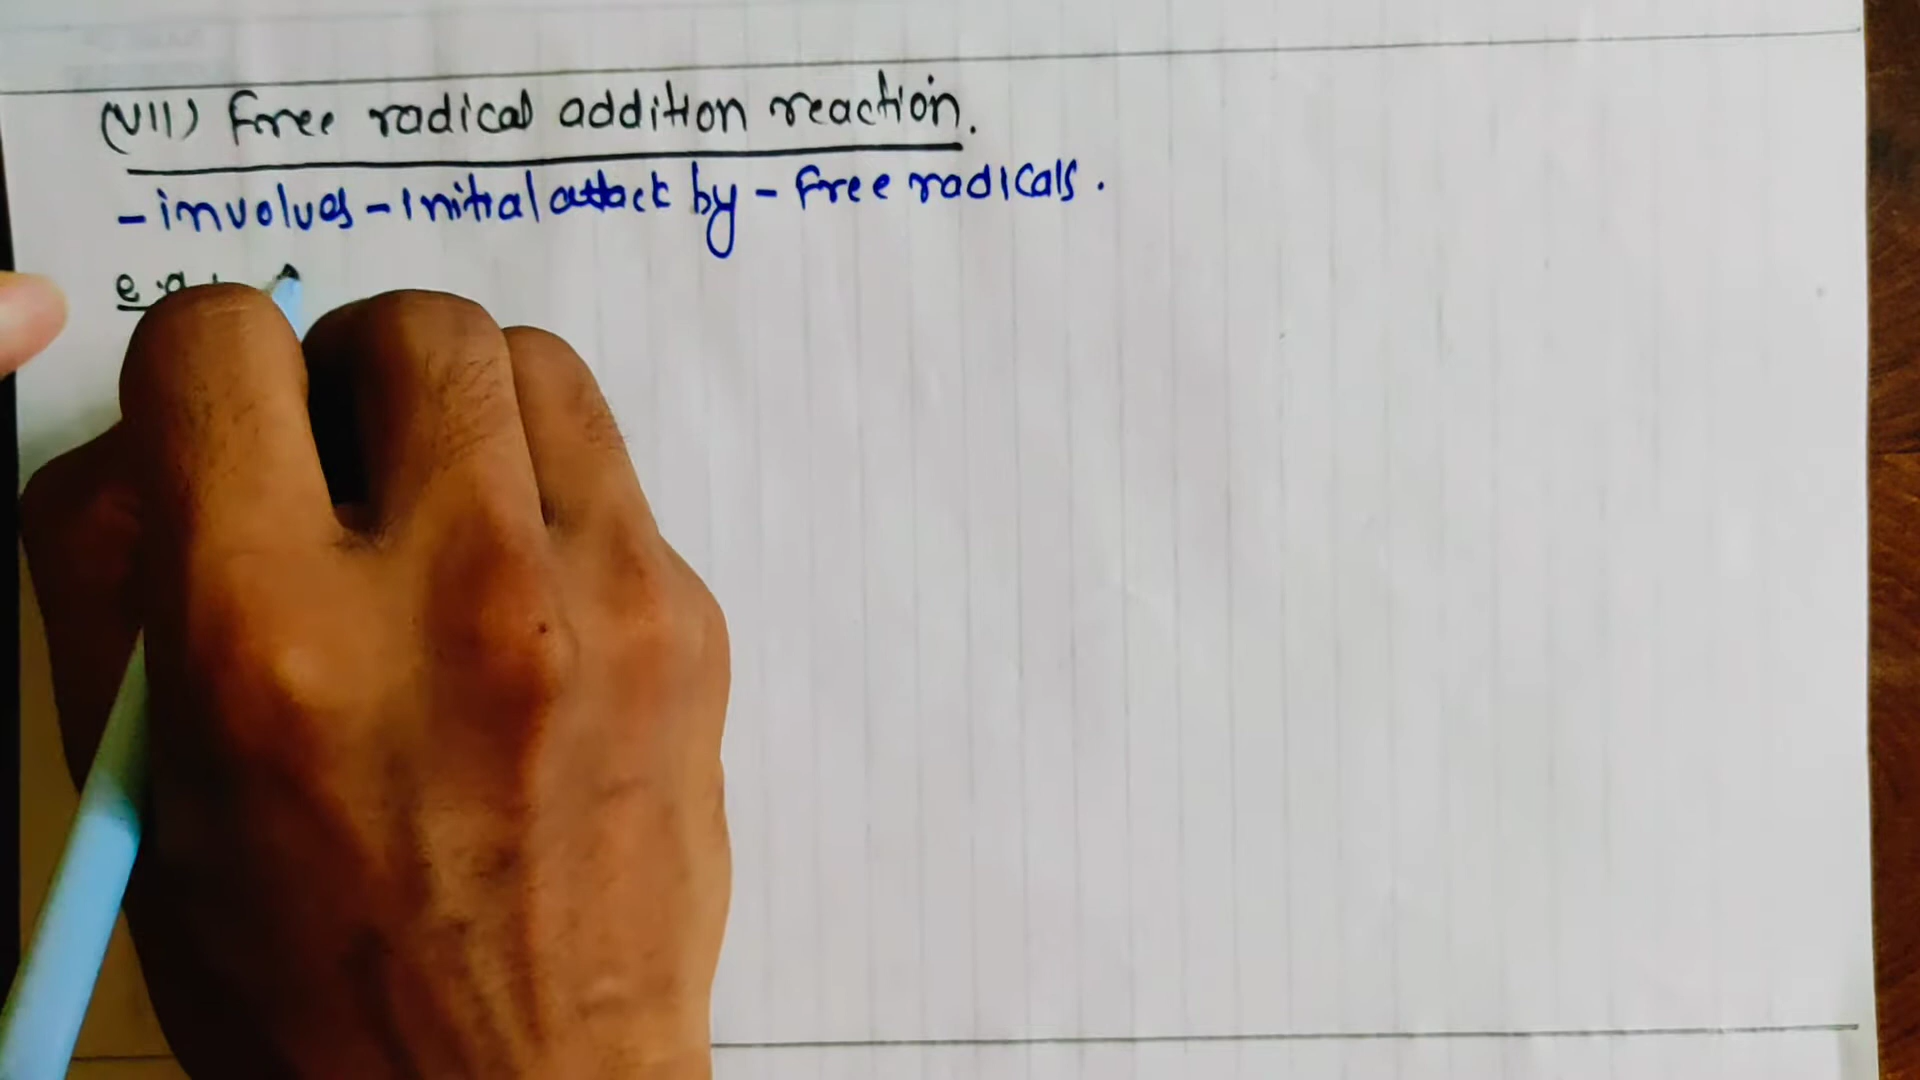 (VII) Free radical addition reaction.
- involves - Initial attack by - Free radicals.
e.g.